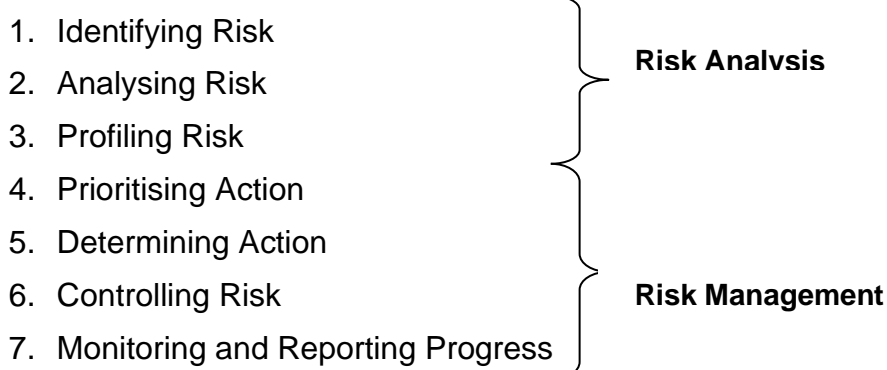 1. Identifying Risk
Risk Analysis
2. Analysing Risk
3. Profiling Risk
4. Prioritising Action
5. Determining Action
6. Controlling Risk
Risk Management
7. Monitoring and Reporting Progress